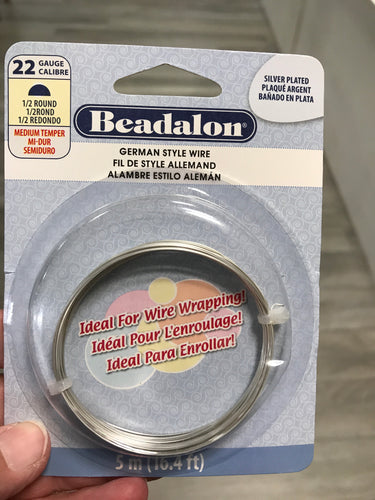 22 GAUGE
CALIBRE
1/2 ROUND
1/2ROND
1/2 REDONDO
MEDIUM TEMPER
MI-DUR
SEMIDURO
SILVER PLATED
PLAQUÉ ARGENT
BAÑADO EN PLATA
Beadalon®
GERMAN STYLE WIRE
FIL DE STYLE ALLEMAND
ALAMBRE ESTILO ALEMÁN
Ideal For Wire Wrapping!
Idéal Pour L'enroulage!
Ideal Para Enrollar!
5 m (16.4 ft)